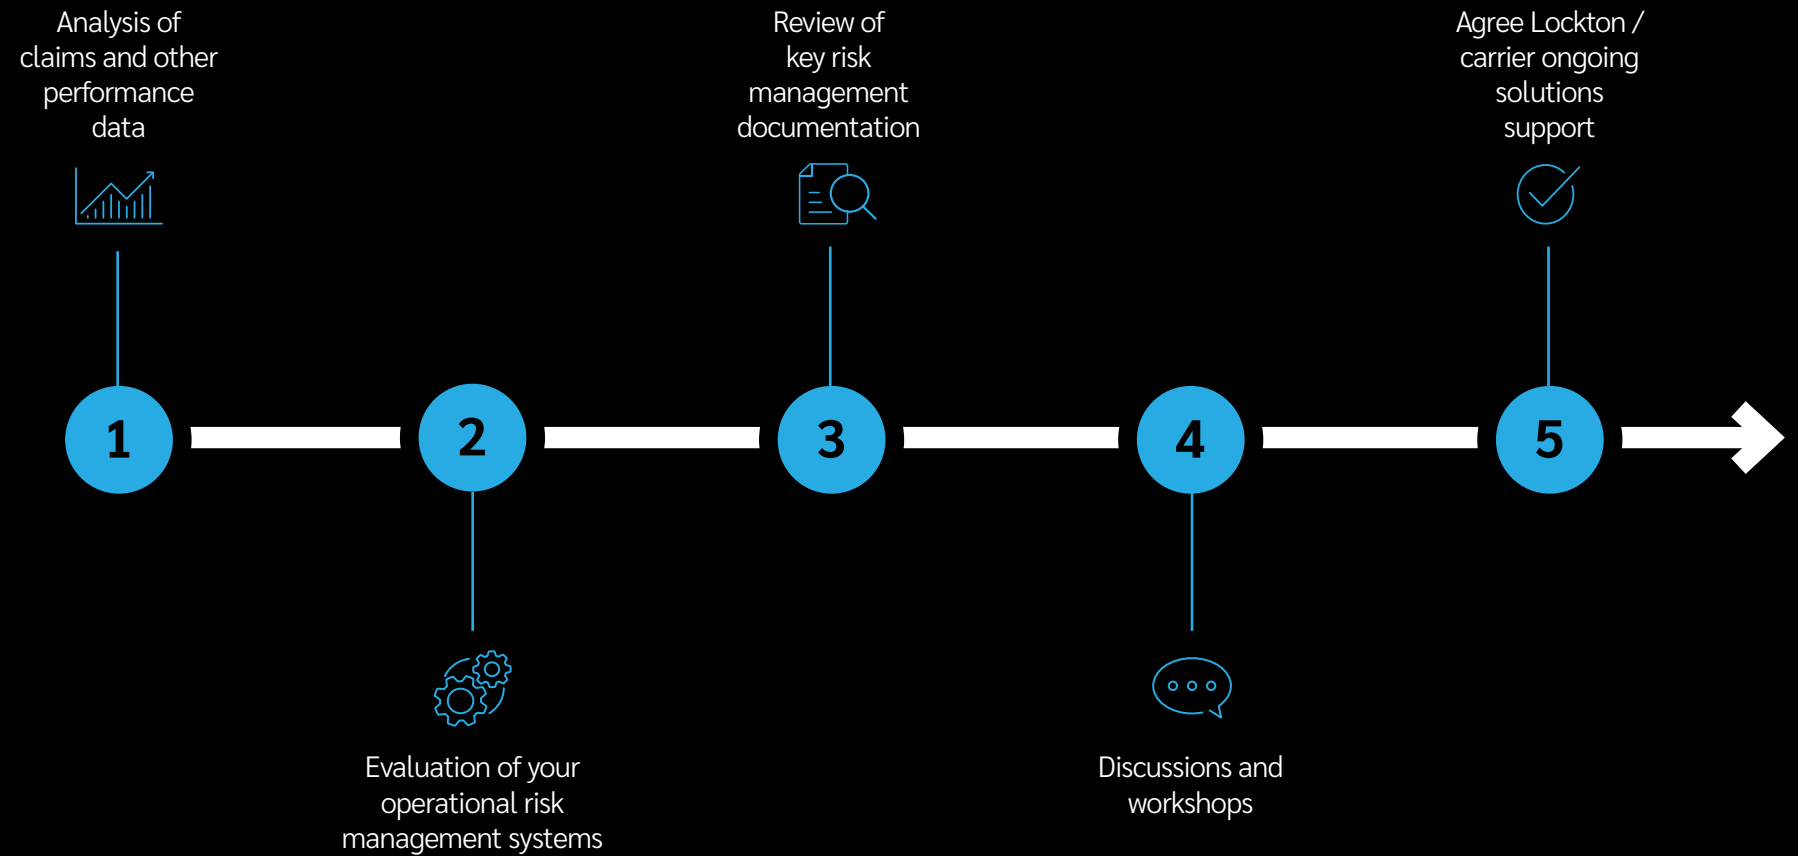 Analysis of
claims and other
performance
data
1
2
Evaluation of your
operational risk
management systems
Review of
key risk
management
documentation
3
4
Discussions and
workshops
Agree Lockton /
carrier ongoing
solutions
support
5